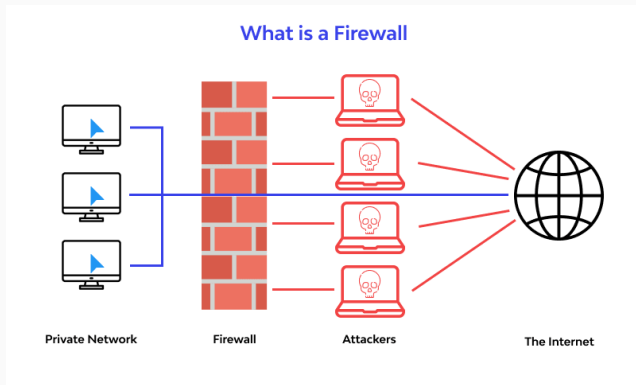 What is a Firewall
Private Network
Firewall
Attackers
The Internet